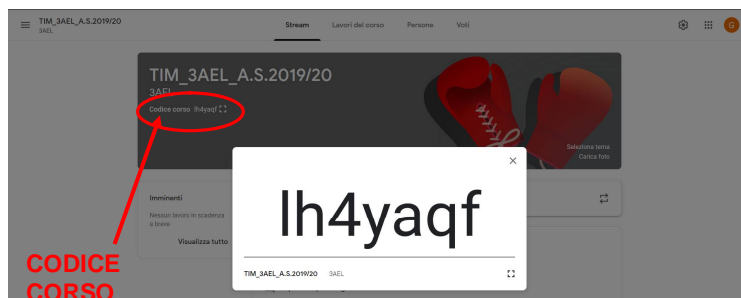 TIM_3AEL_A.S.2019/20
3AEL
Stream Lavori del corso Persone Voti
G
TIM_3AEL_A.S.2019/20
3AEL
Codice corso lh4yaqf
Seleziona tema
Carica foto
lh4yaqf
TIM_3AEL_A.S.2019/20 3AEL
Imminenti
Nessun lavoro in scadenza
a breve
Visualizza tutto
CODICE
CORSO